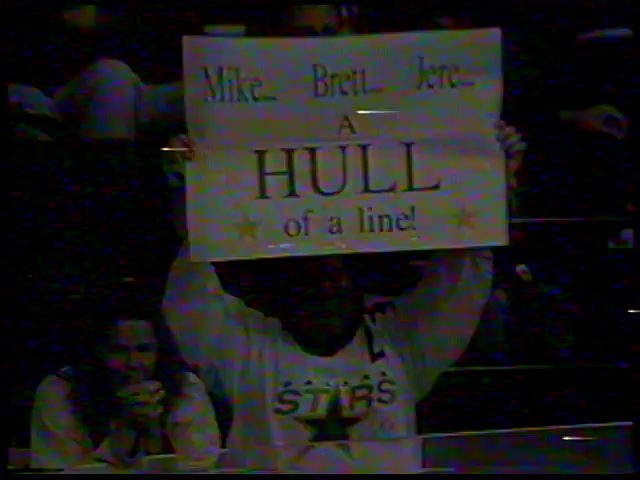 Mike... Brett... Jere...
A
HULL
of a line!
STARS